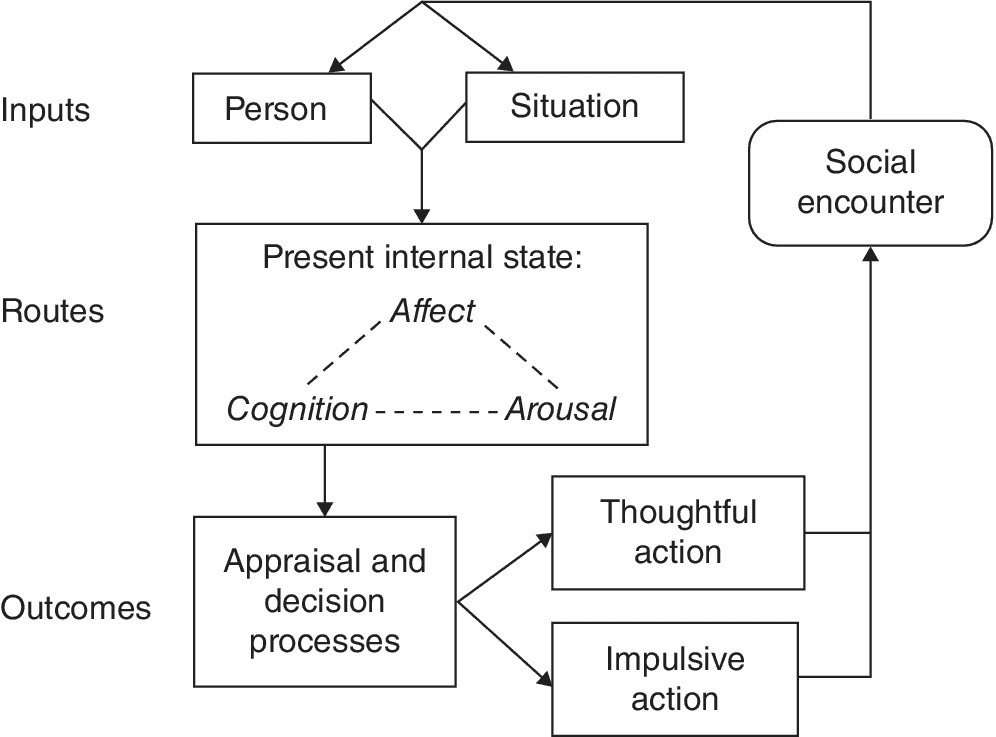 Inputs
Person
Situation
Social
encounter
Routes
Present internal state:
Affect
Cognition
Arousal
Outcomes
Appraisal and
decision
processes
Thoughtful
action
Impulsive
action